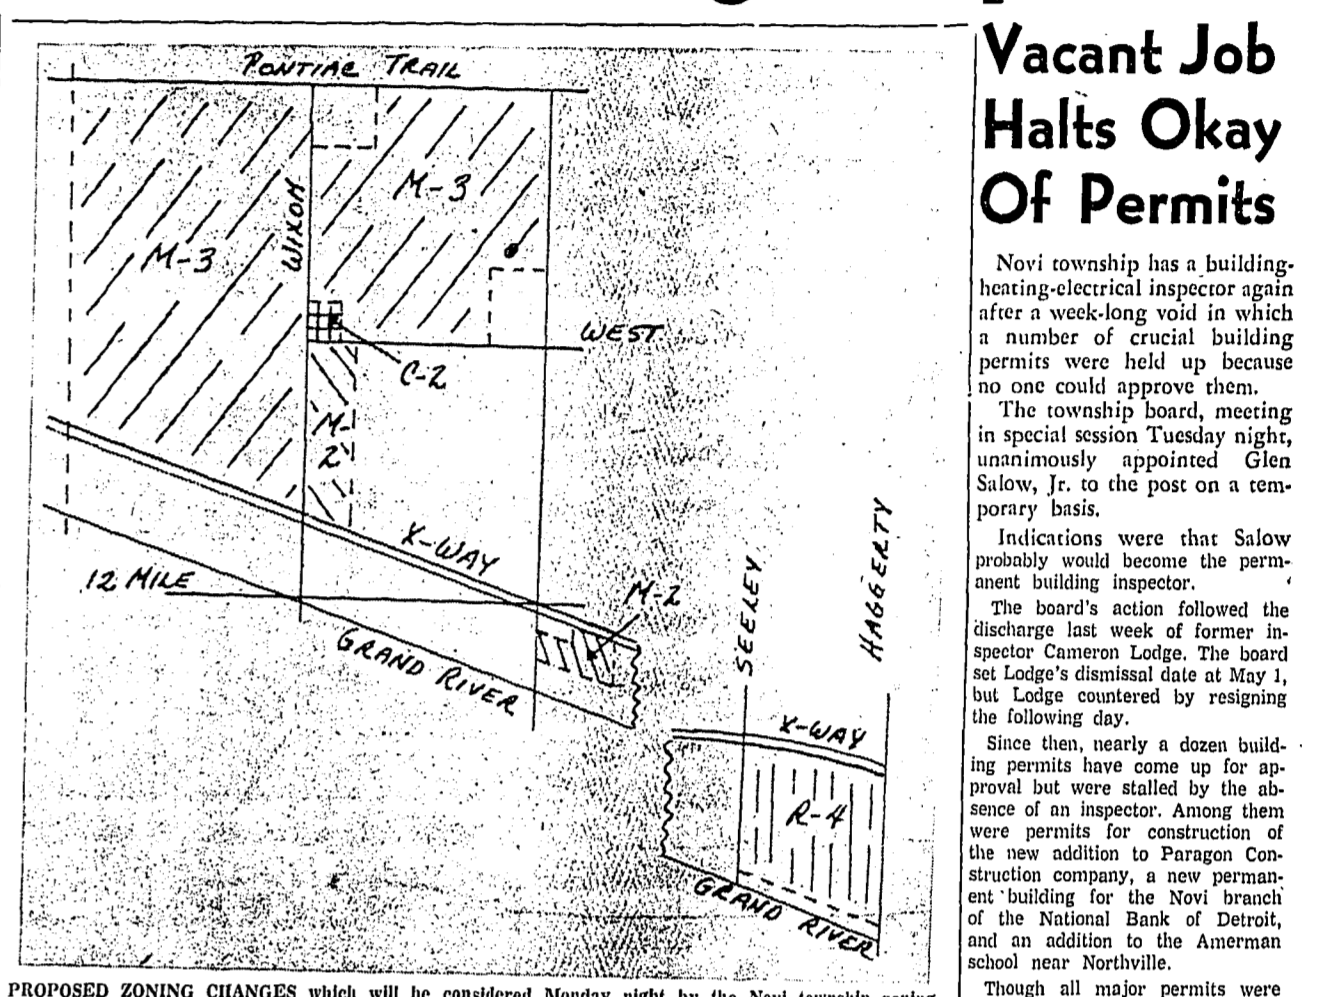 PONTIAC TRAIL
M-3
WIXOM
M-3
WEST
C-2
M-
2
X-WAY
12 MILE
M-2
GRAND RIVER
SEELEY
HAGGERTY
X-WAY
R-4
GRAND RIVER
PROPOSED ZONING CHANGES which will be considered Monday night by the Novi township zoning
Vacant Job
Halts Okay
Of Permits
Novi township has a building-
heating-electrical inspector again
after a week-long void in which
a number of crucial building
permits were held up because
no one could approve them.
The township board, meeting
in special session Tuesday night,
unanimously appointed Glen
Salow, Jr. to the post on a tem-
porary basis.
Indications were that Salow
probably would become the perm-
anent building inspector.
The board's action followed the
discharge last week of former in-
spector Cameron Lodge. The board
set Lodge's dismissal date at May 1,
but Lodge countered by resigning
the following day.
Since then, nearly a dozen build-
ing permits have come up for ap-
proval but were stalled by the ab-
sence of an inspector. Among them
were permits for construction of
the new addition to Paragon Con-
struction company, a new perman-
ent building for the Novi branch
of the National Bank of Detroit,
and an addition to the Amerman
school near Northville.
Though all major permits were